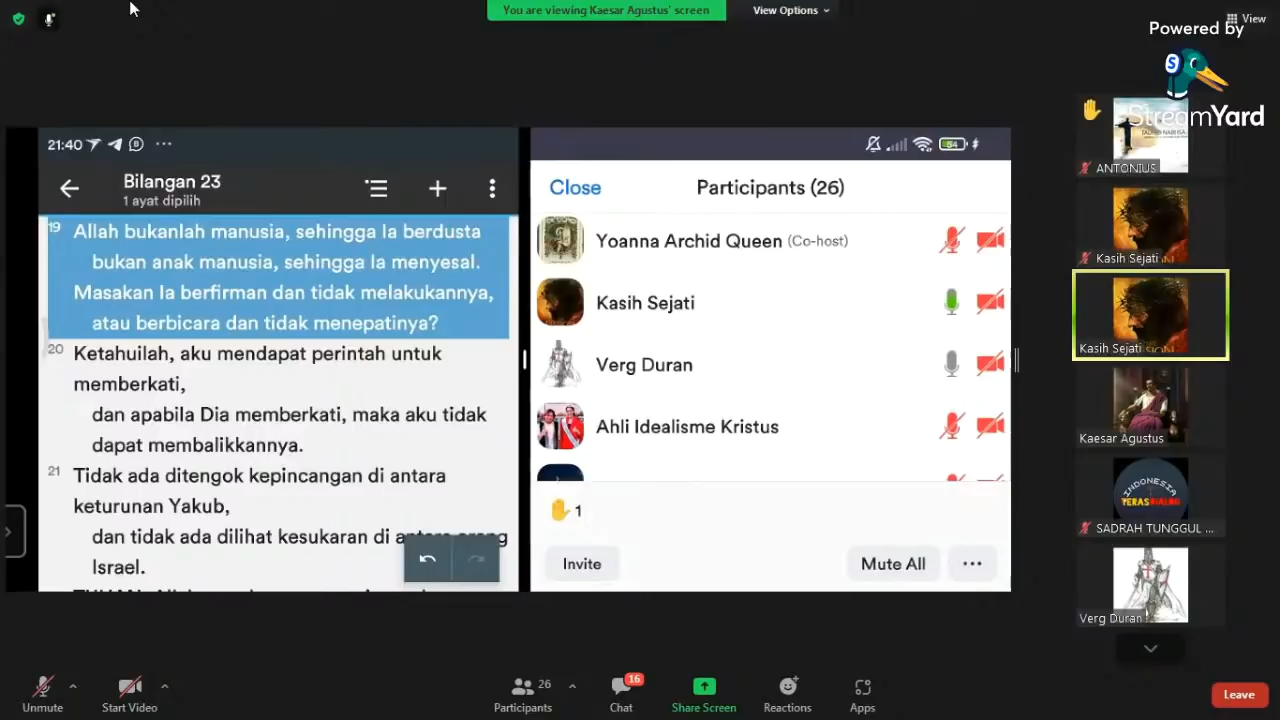 You are viewing Kaesar Agustus' screen
View Options
View
Powered by
StreamYard
21:40
Bilangan 23
1 ayat dipilih
19 Allah bukanlah manusia, sehingga Ia berdusta
bukan anak manusia, sehingga Ia menyesal.
Masakan Ia berfirman dan tidak melakukannya,
atau berbicara dan tidak menepatinya?
20 Ketahuilah, aku mendapat perintah untuk
memberkati,
dan apabila Dia memberkati, maka aku tidak
dapat membalikkannya.
21 Tidak ada ditengok kepincangan di antara
keturunan Yakub,
dan tidak ada dilihat kesukaran di antara orang
Israel.
54
Close
Participants (26)
Yoanna Archid Queen (Co-host)
Kasih Sejati
Verg Duran
Ahli Idealisme Kristus
1
Invite
Mute All
ANTONIUS
Kasih Sejati
Kasih Sejati
Kaesar Agustus
INDONESIA
TERAS DIALOG
SADRAH TUNGGUL ...
Verg Duran
Unmute
Start Video
26
Participants
16
Chat
Share Screen
Reactions
Apps
Leave